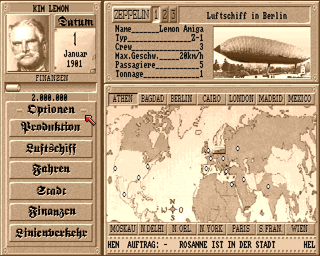 KIM LEMON
Datum
1
Januar
1901
FINANZEN
2.000.000
Optionen
Produktion
Luftschiff
Fahren
Stadt
Finanzen
Linienverkehr
ZEPPELIN 1 2 3
Name Lemon Amiga
Typ Z-1
Crew 3
Max.Geschw. 20km/h
Passagiere 5
Tonnage 1
Luftschiff in Berlin
ATHEN BAGDAD BERLIN CAIRO LONDON MADRID MEXICO
N
W O
S
MOSKAU N.DELHI N.ORL. N.YORK PARIS S.FRAN. WIEN
HEN AUFTRAG: - ROSANNE IST IN DER STADT HEL